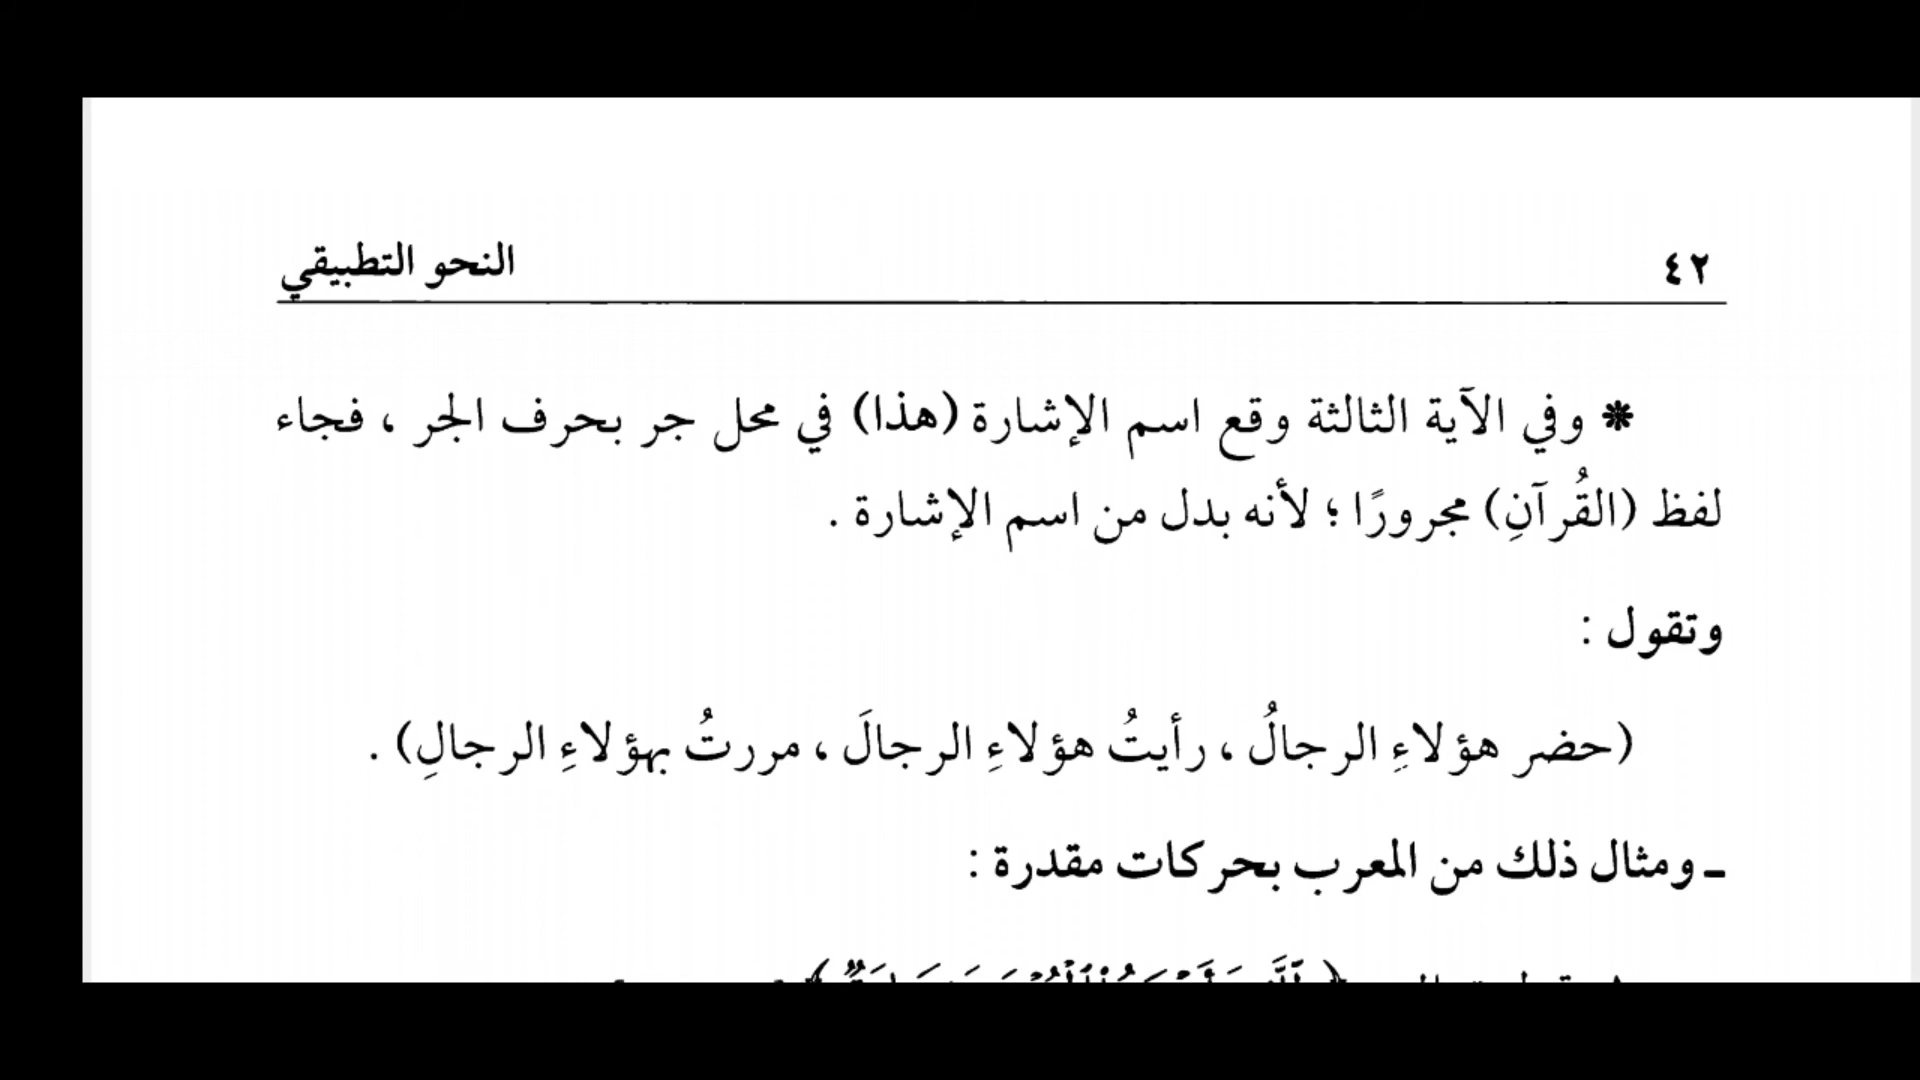 ٤٢ النحو التطبيقي
* وفي الآية الثالثة وقع اسم الإشارة (هذا) في محل جر بحرف الجر ، فجاء
لفظ (القُرآنِ) مجرورًا ؛ لأنه بدل من اسم الإشارة .
وتقول :
(حضر هؤلاءِ الرجالُ ، رأيتُ هؤلاءِ الرجالَ ، مررتُ بهؤلاءِ الرجالِ) .
ـ ومثال ذلك من المعرب بحركات مقدرة :